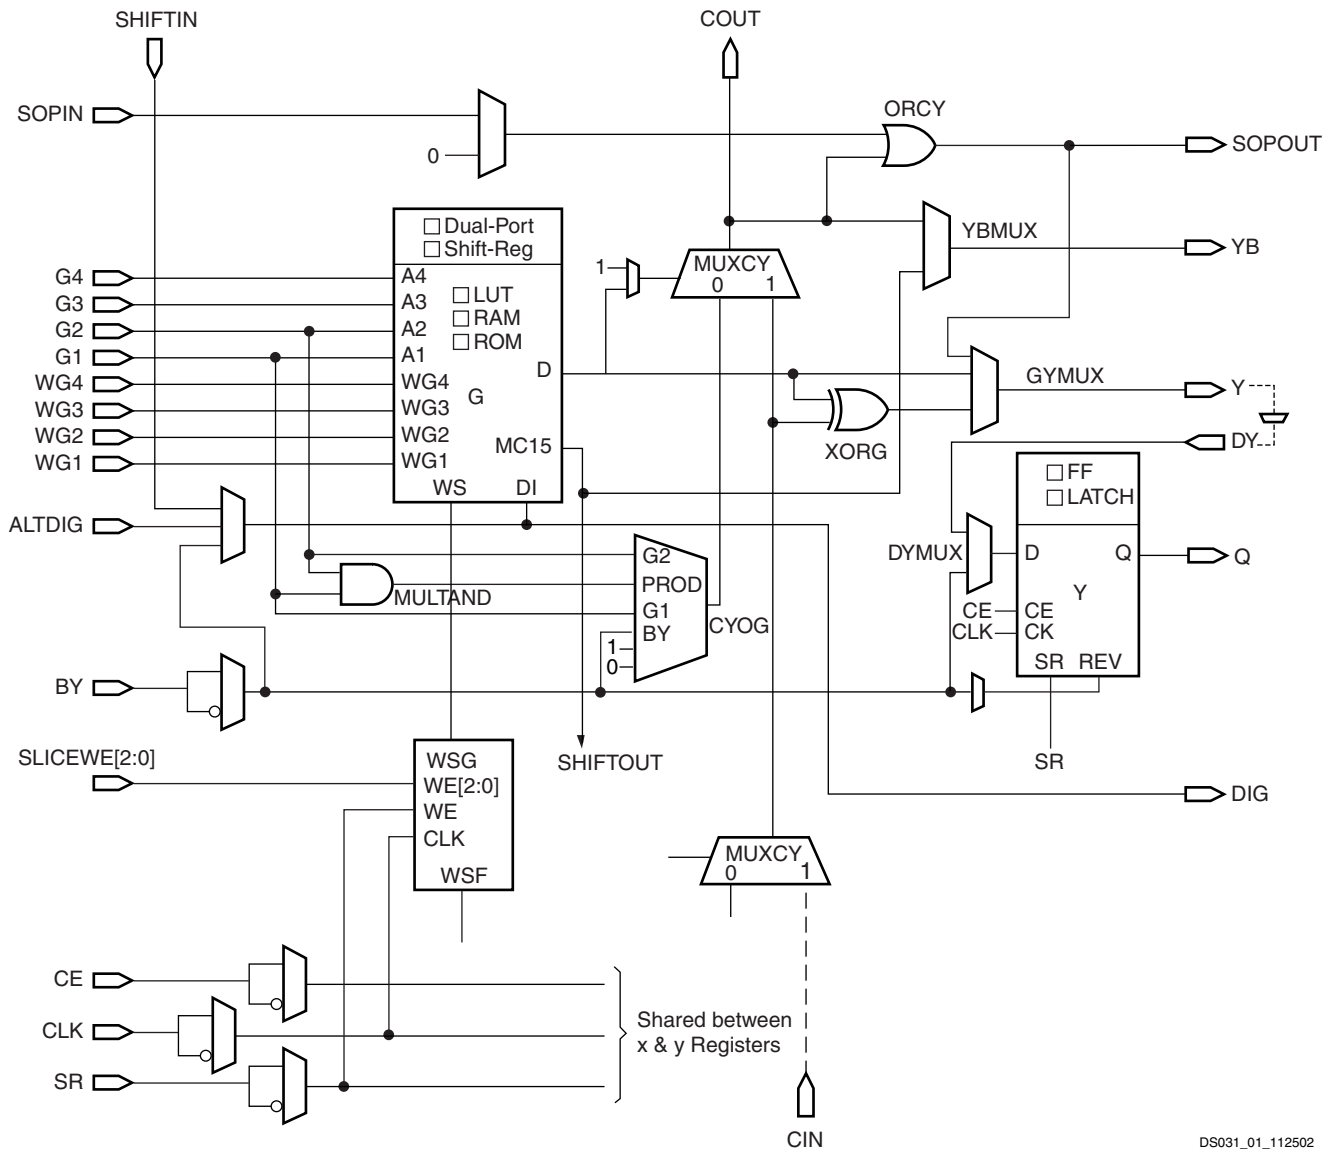 SHIFTIN
COUT
SOPIN
0
ORCY
SOPOUT
Dual-Port
Shift-Reg
YBMUX
YB
G4
G3
G2
G1
WG4
WG3
WG2
WG1
A4
A3
A2
A1
WG4
WG3
WG2
WG1
LUT
RAM
ROM
G
D
MC15
WS
DI
1
MUXCY
0 1
GYMUX
Y
DY
XORG
FF
LATCH
DYMUX
D
Q
Q
Y
CE
CE
CLK
CK
SR REV
SR
ALTDIG
MULTAND
G2
PROD
G1
BY
1
0
CYOG
BY
SHIFTOUT
SLICEWE[2:0]
WSG
WE[2:0]
WE
CLK
WSF
DIG
MUXCY
0 1
CE
CLK
SR
Shared between
x & y Registers
CIN
DS031_01_112502